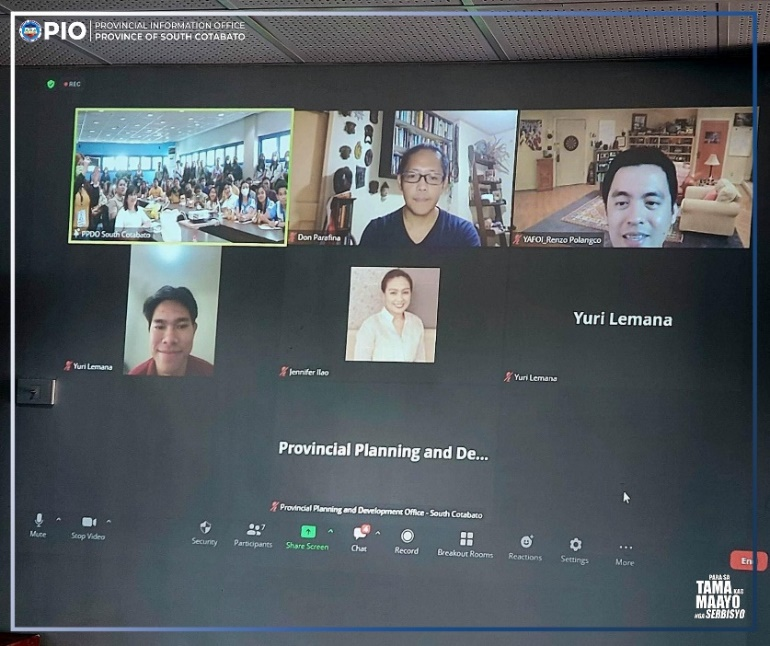 PIO
PROVINCIAL INFORMATION OFFICE
PROVINCE OF SOUTH COTABATO
REC
PPDO South Cotabato
Don Parafina
YAFOI_Renzo Polangco
Yuri Lemana
Jennifer Ilao
Yuri Lemana
Yuri Lemana
Provincial Planning and De...
Provincial Planning and Development Office - South Cotabato
Mute
Stop Video
Security
Participants
7
Share Screen
Chat
4
Record
Breakout Rooms
Reactions
Settings
More
End
PARA SA
TAMA KAG
MAAYO
NGA SERBISYO